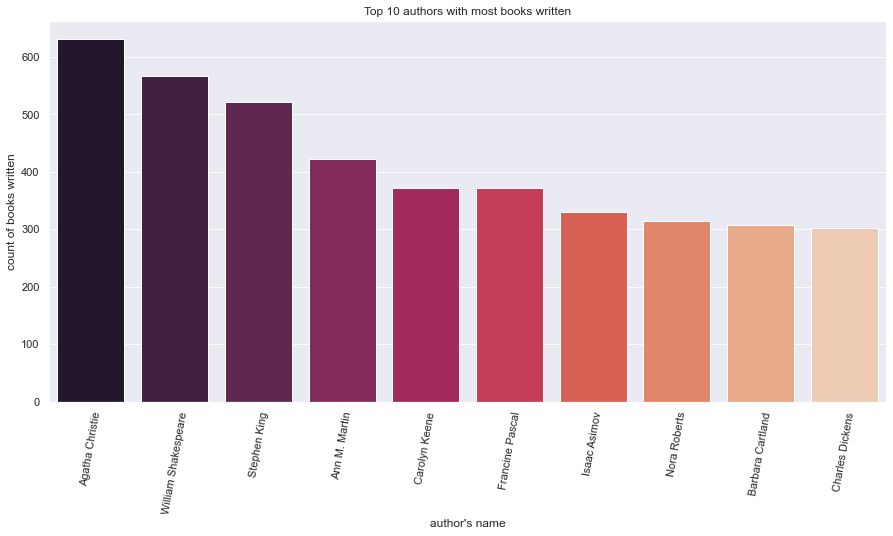 Top 10 authors with most books written
count of books written
600
500
400
300
200
100
0
Agatha Christie
William Shakespeare
Stephen King
Ann M. Martin
Carolyn Keene
Francine Pascal
Isaac Asimov
Nora Roberts
Barbara Cartland
Charles Dickens
author's name